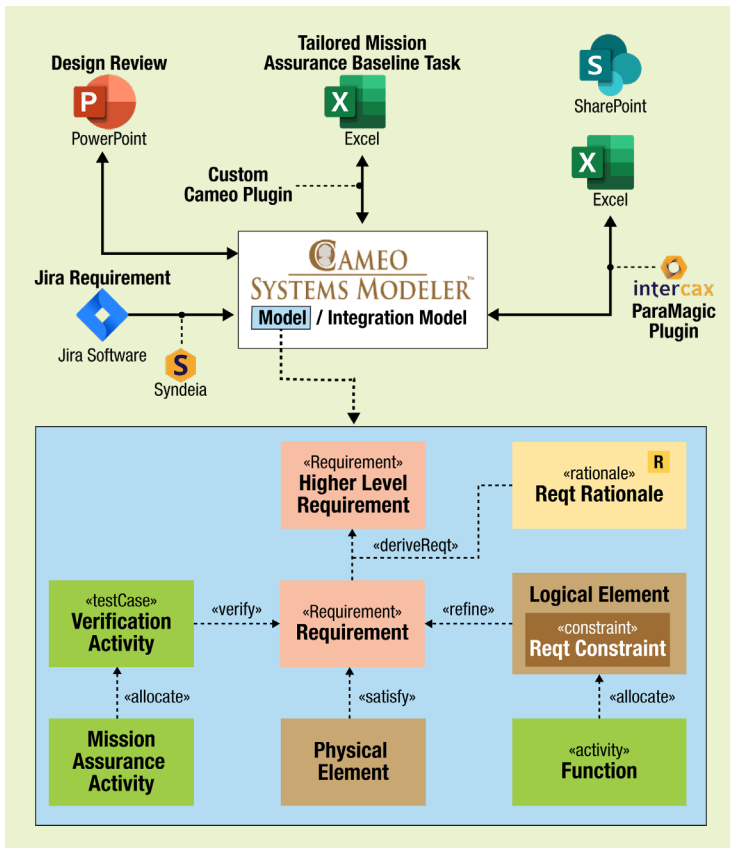 Design Review
P
PowerPoint
Tailored Mission
Assurance Baseline Task
X
Excel
S
SharePoint
X
Excel
Custom
Cameo Plugin
CAMEO
SYSTEMS MODELER™
Model / Integration Model
Jira Requirement
Jira Software
S
Syndeia
intercax
ParaMagic
Plugin
«Requirement»
Higher Level
Requirement
R
«rationale»
Reqt Rationale
«deriveReqt»
«testCase»
Verification
Activity
«verify»
«Requirement»
Requirement
«refine»
Logical Element
«constraint»
Reqt Constraint
«allocate»
«satisfy»
«allocate»
Mission
Assurance
Activity
Physical
Element
«activity»
Function